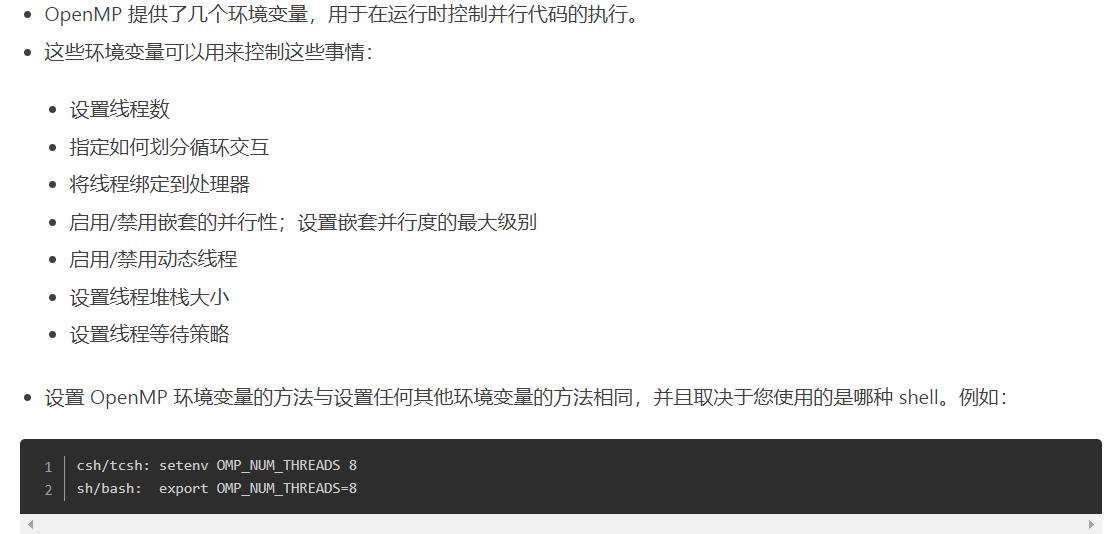 OpenMP 提供了几个环境变量，用于在运行时控制并行代码的执行。
这些环境变量可以用来控制这些事情：
设置线程数
指定如何划分循环交互
将线程绑定到处理器
启用/禁用嵌套的并行性；设置嵌套并行度的最大级别
启用/禁用动态线程
设置线程堆栈大小
设置线程等待策略
设置 OpenMP 环境变量的方法与设置任何其他环境变量的方法相同，并且取决于您使用的是哪种 shell。例如：
1 csh/tcsh: setenv OMP_NUM_THREADS 8
2 sh/bash:  export OMP_NUM_THREADS=8